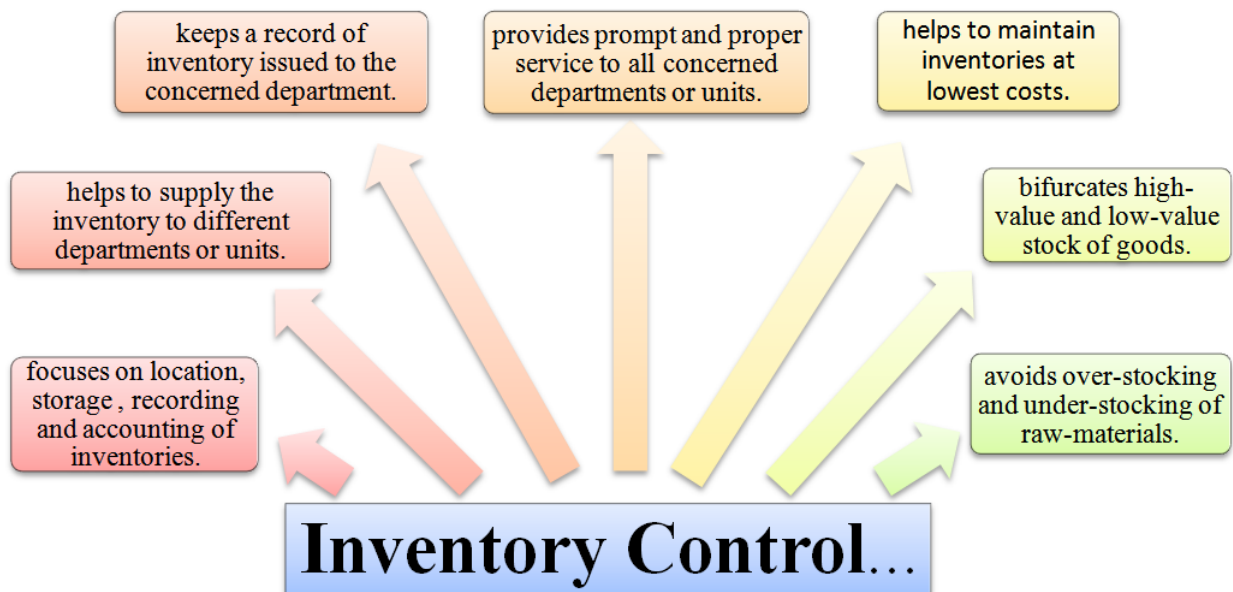 keeps a record of
inventory issued to the
concerned department.
provides prompt and proper
service to all concerned
departments or units.
helps to maintain
inventories at
lowest costs.
helps to supply the
inventory to different
departments or units.
bifurcates high-
value and low-value
stock of goods.
focuses on location,
storage , recording
and accounting of
inventories.
avoids over-stocking
and under-stocking of
raw-materials.
Inventory Control...